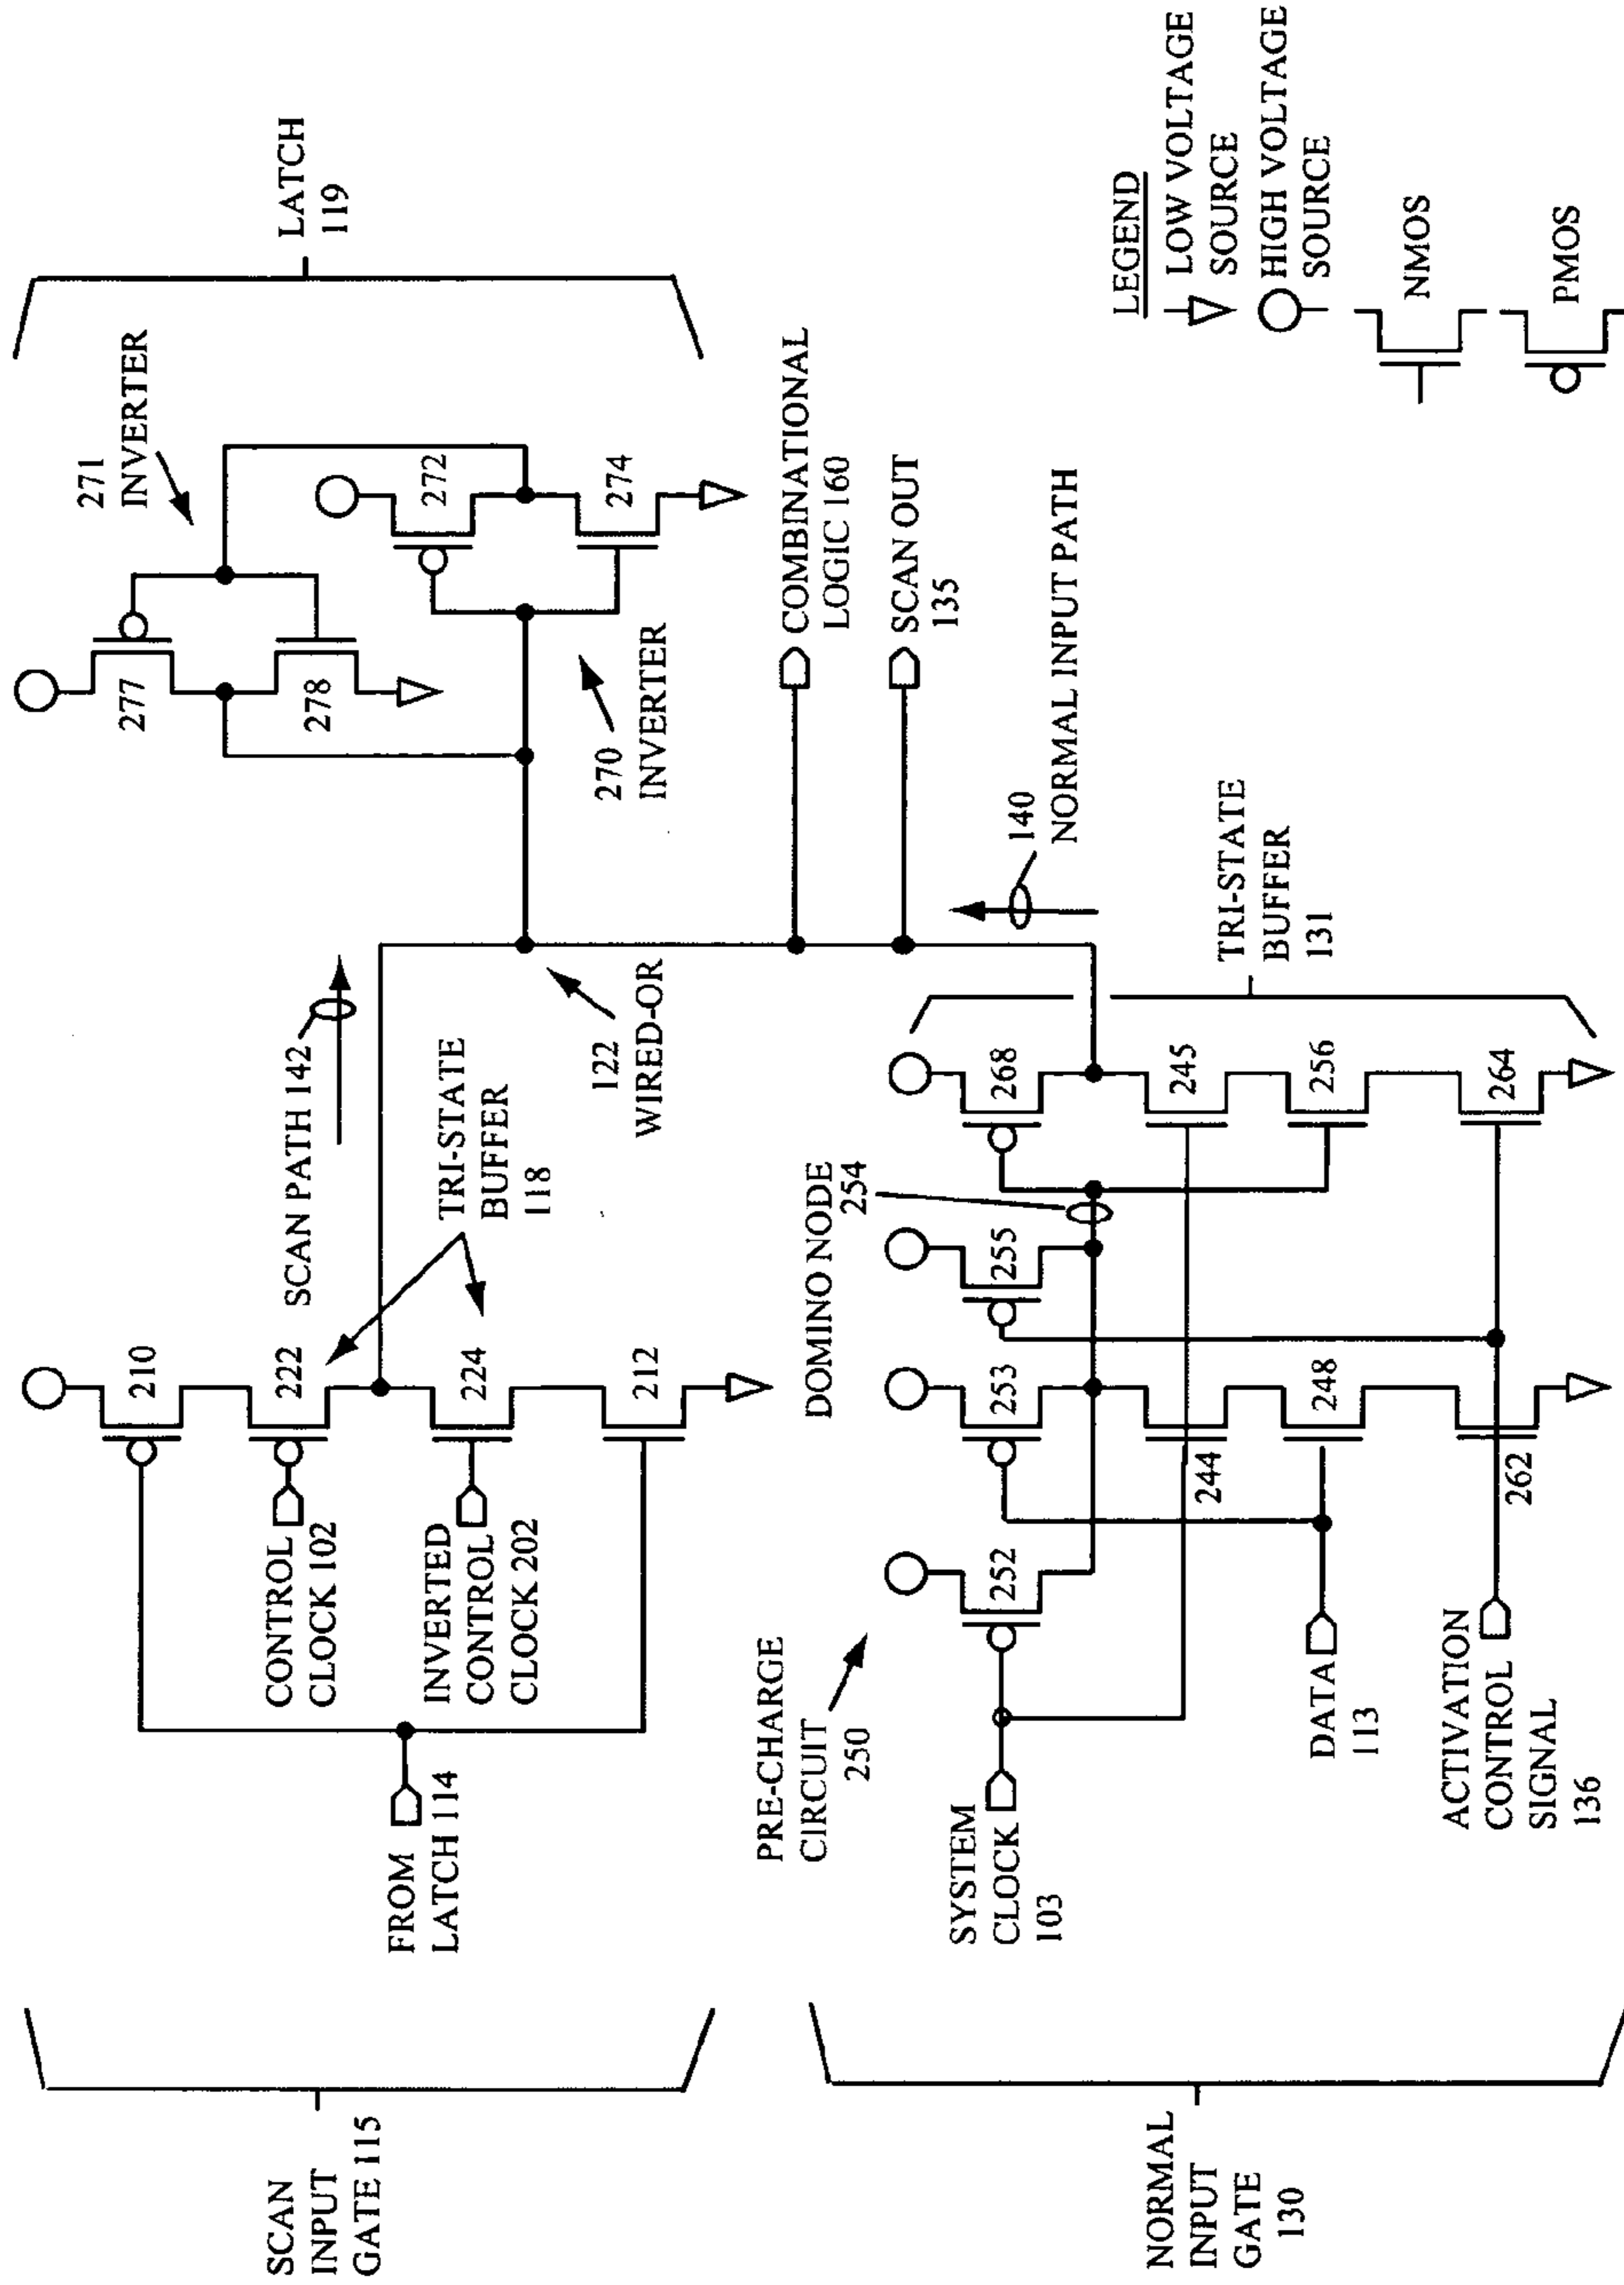 SCAN
INPUT
GATE 115
FROM
LATCH 114
CONTROL
CLOCK 102
INVERTED
CONTROL
CLOCK 202
210
222
224
212
SCAN PATH 142
TRI-STATE
BUFFER
118
122
WIRED-OR
271
INVERTER
277
278
272
274
270
INVERTER
LATCH
119
COMBINATIONAL
LOGIC 160
SCAN OUT
135
140
NORMAL INPUT PATH
NORMAL
INPUT
GATE
130
PRE-CHARGE
CIRCUIT
250
SYSTEM
CLOCK
103
DATA
113
ACTIVATION
CONTROL
SIGNAL
136
252
253
244
248
262
DOMINO NODE
254
255
268
245
256
264
TRI-STATE
BUFFER
131
LEGEND
LOW VOLTAGE
SOURCE
HIGH VOLTAGE
SOURCE
NMOS
PMOS